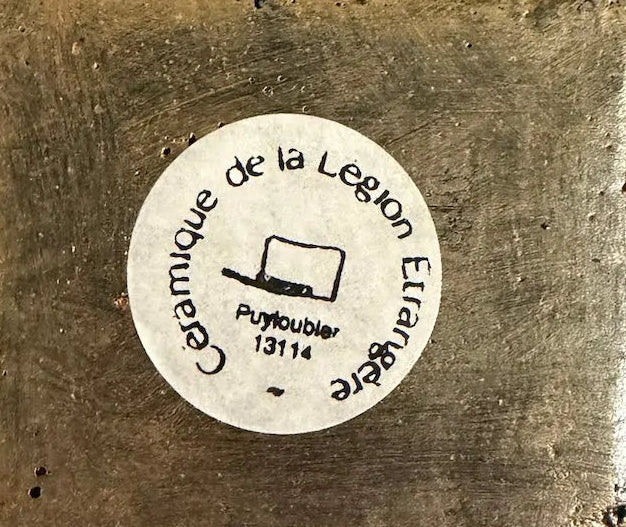 Céramique de la Légion Etrangère
Puyloubier
13114